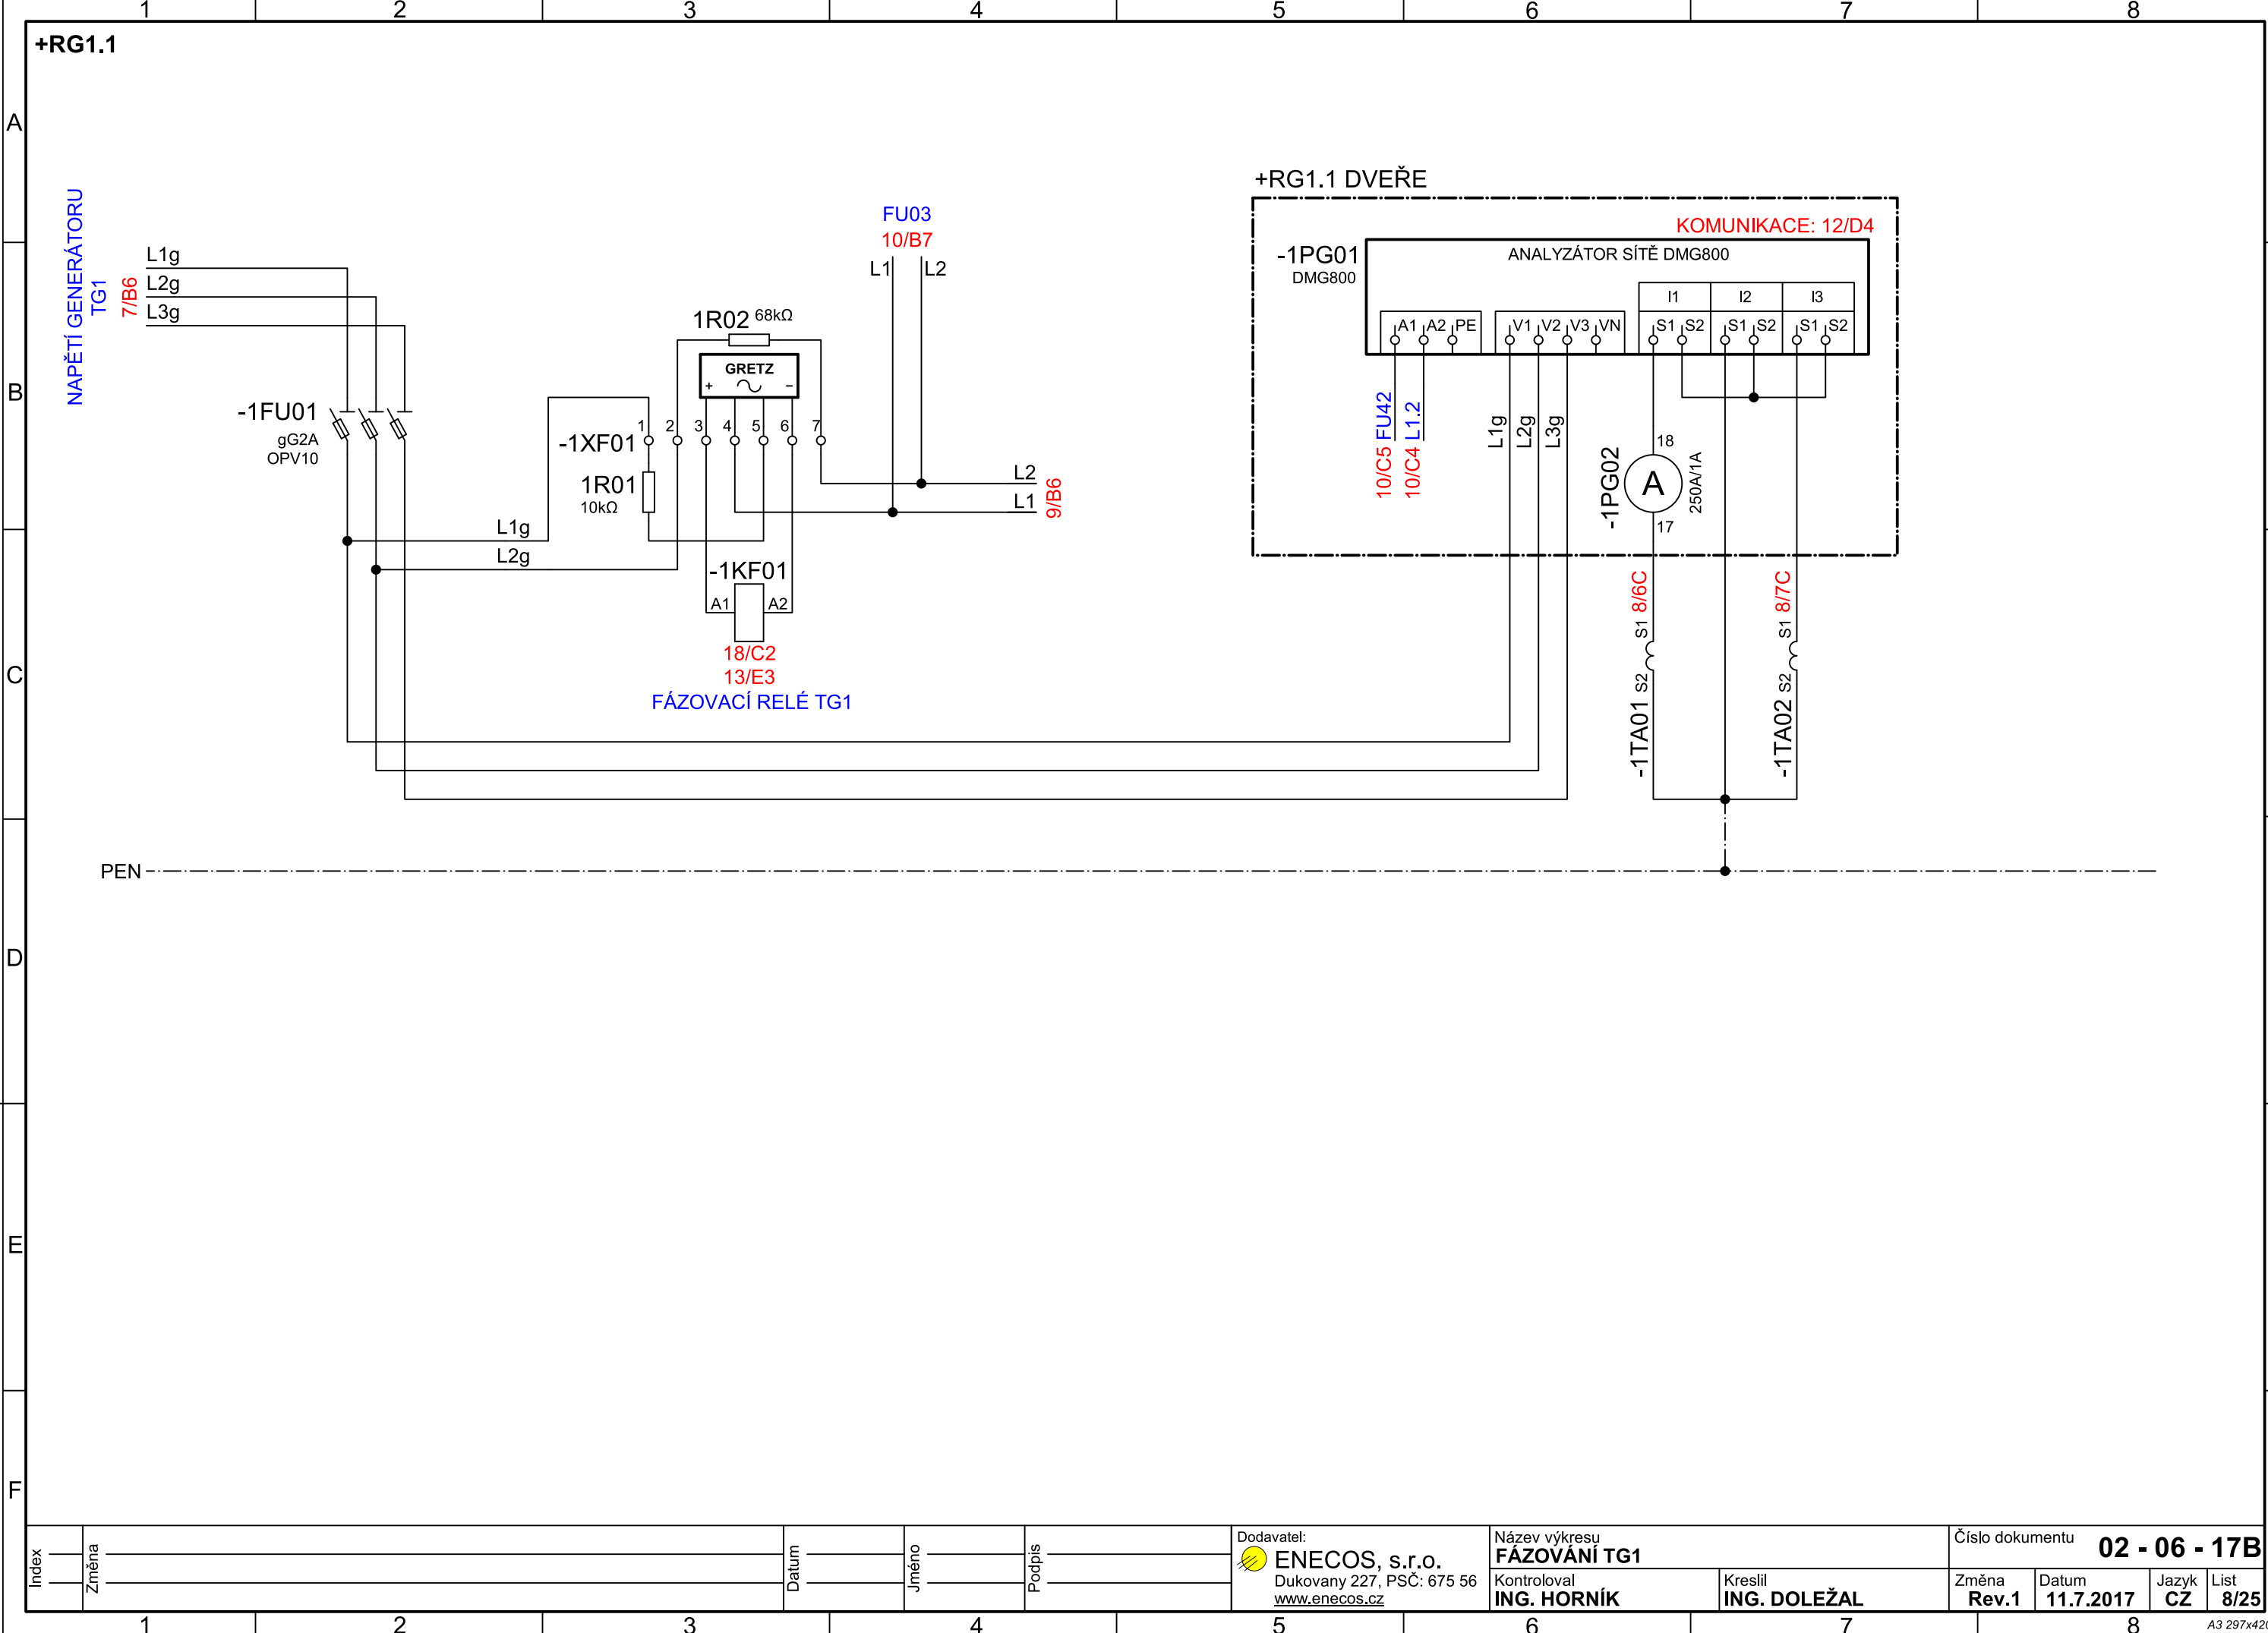 1 2 3 4 5 6 7 8
+RG1.1
A
B
C
D
E
F
NAPĚTÍ GENERÁTORU
TG1
7/B6
L1g
L2g
L3g
-1FU01
gG2A
OPV10
L1g
L2g
1R02 68kΩ
GRETZ
+ −
-1XF01
1 2 3 4 5 6 7
1R01
10kΩ
-1KF01
A1 A2
18/C2
13/E3
FÁZOVACÍ RELÉ TG1
FU03
10/B7
L1 L2
L2
L1
9/B6
+RG1.1 DVEŘE
KOMUNIKACE: 12/D4
-1PG01
DMG800
ANALYZÁTOR SÍTĚ DMG800
I1 I2 I3
A1 A2 PE V1 V2 V3 VN S1 S2 S1 S2 S1 S2
10/C5 FU42
10/C4 L1.2
L1g
L2g
L3g
-1PG02
A
18
17
250A/1A
-1TA01 S2 S1 8/6C
-1TA02 S2 S1 8/7C
PEN
Index
Změna
Datum
Jméno
Podpis
Dodavatel:
ENECOS, s.r.o.
Dukovany 227, PSČ: 675 56
www.enecos.cz
Název výkresu
FÁZOVÁNÍ TG1
Kontroloval
ING. HORNÍK
Kreslil
ING. DOLEŽAL
Číslo dokumentu
02 - 06 - 17B
Změna
Rev.1
Datum
11.7.2017
Jazyk
CZ
List
8/25
1 2 3 4 5 6 7 8
A3 297x420